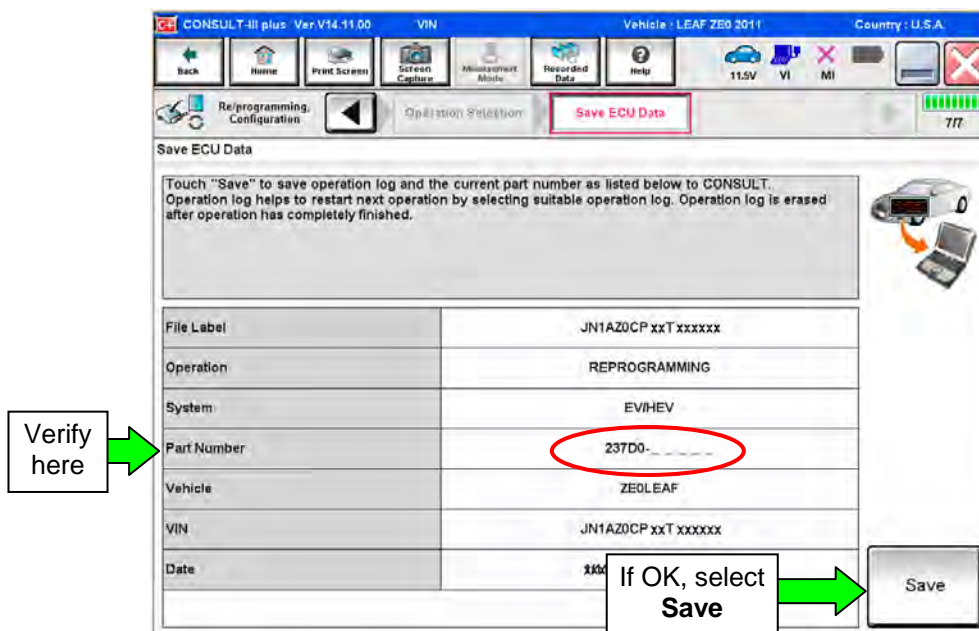 C+ CONSULT-III plus Ver.V14.11.00 VIN Vehicle : LEAF ZE0 2011 Country : U.S.A.
Back Home Print Screen Screen Capture Measurement Mode Recorded Data Help 11.5V VI MI
Re/programming, Configuration Operation Selection Save ECU Data 7/7
Save ECU Data
Touch "Save" to save operation log and the current part number as listed below to CONSULT.
Operation log helps to restart next operation by selecting suitable operation log. Operation log is erased
after operation has completely finished.
File Label JN1AZ0CP xxT xxxxxx
Operation REPROGRAMMING
System EV/HEV
Verify here
Part Number 237D0-_ _ _ _ _
Vehicle ZE0LEAF
VIN JN1AZ0CP xxT xxxxxx
Date
If OK, select
Save
Save